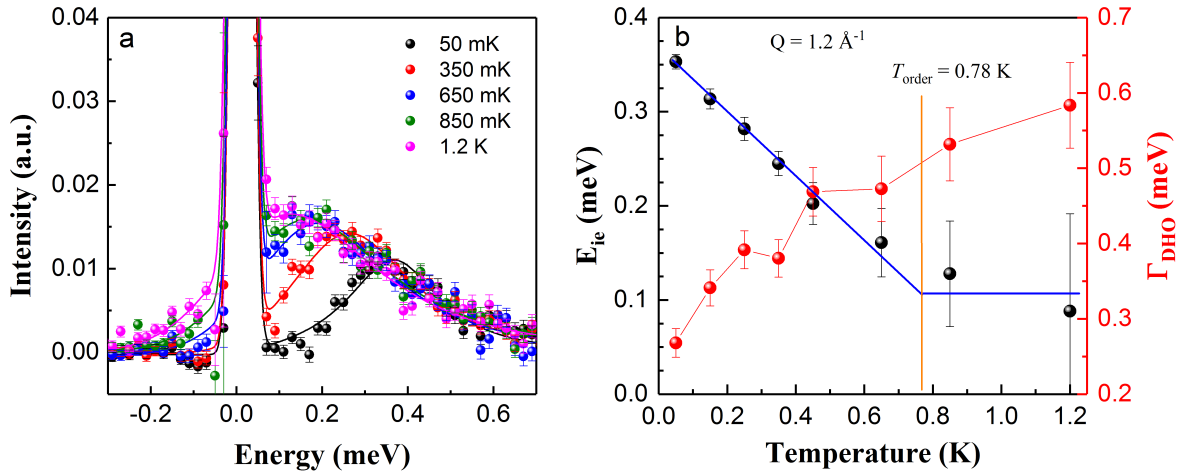 a
50 mK
350 mK
650 mK
850 mK
1.2 K
0.04
0.03
0.02
0.01
0.00
Intensity (a.u.)
-0.2
0.0
0.2
0.4
0.6
Energy (meV)
b
Q = 1.2 Å⁻¹
T_order = 0.78 K
0.4
0.3
0.2
0.1
0.0
E_ie (meV)
0.0
0.2
0.4
0.6
0.8
1.0
1.2
Temperature (K)
0.7
0.6
0.5
0.4
0.3
0.2
Γ_DHO (meV)